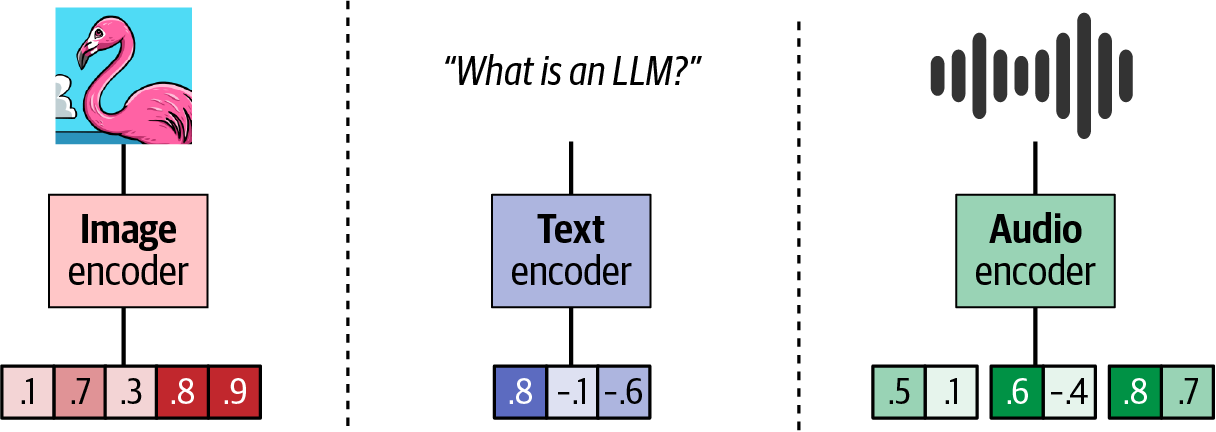 “What is an LLM?”
Image
encoder
Text
encoder
Audio
encoder
.1 .7 .3 .8 .9
.8 –.1 –.6
.5 .1 .6 –.4 .8 .7